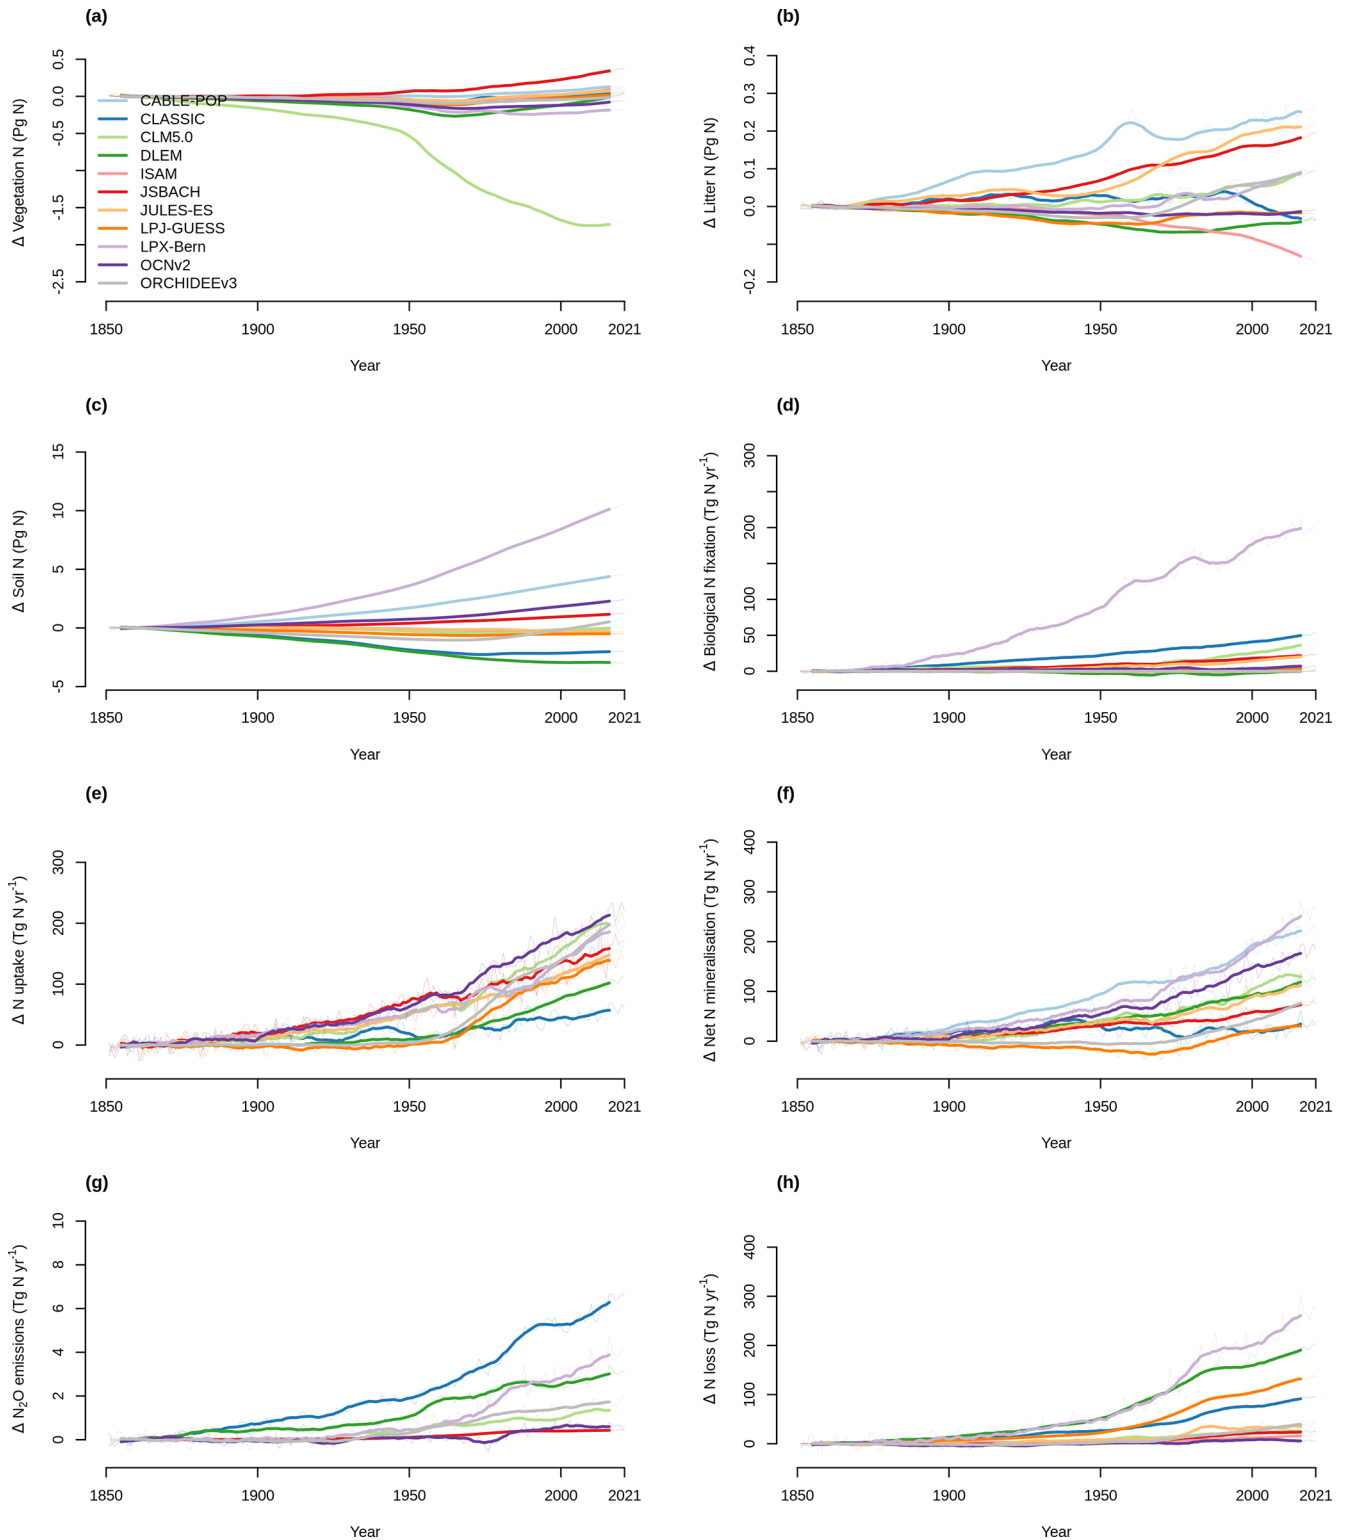 (a)
Δ Vegetation N (Pg N)
0.5
0.0
-0.5
-1.5
-2.5
CABLE-POP
CLASSIC
CLM5.0
DLEM
ISAM
JSBACH
JULES-ES
LPJ-GUESS
LPX-Bern
OCNv2
ORCHIDEEv3
1850 1900 1950 2000 2021
Year
(b)
Δ Litter N (Pg N)
0.4
0.3
0.2
0.1
0.0
-0.2
1850 1900 1950 2000 2021
Year
(c)
Δ Soil N (Pg N)
15
10
5
0
-5
1850 1900 1950 2000 2021
Year
(d)
Δ Biological N fixation (Tg N yr⁻¹)
300
200
100
50
0
1850 1900 1950 2000 2021
Year
(e)
Δ N uptake (Tg N yr⁻¹)
300
200
100
0
1850 1900 1950 2000 2021
Year
(f)
Δ Net N mineralisation (Tg N yr⁻¹)
400
300
200
100
0
1850 1900 1950 2000 2021
Year
(g)
Δ N₂O emissions (Tg N yr⁻¹)
10
8
6
4
2
0
1850 1900 1950 2000 2021
Year
(h)
Δ N loss (Tg N yr⁻¹)
400
300
200
100
0
1850 1900 1950 2000 2021
Year